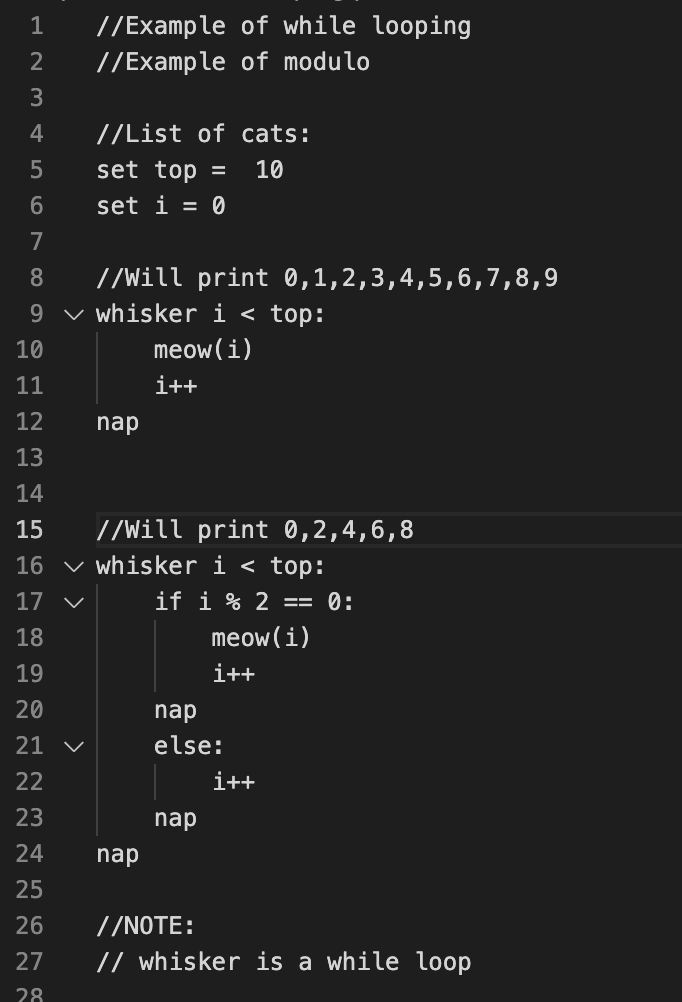 1 //Example of while looping
2 //Example of modulo
3
4 //List of cats:
5 set top =  10
6 set i = 0
7
8 //Will print 0,1,2,3,4,5,6,7,8,9
9 whisker i < top:
10     meow(i)
11     i++
12 nap
13
14
15 //Will print 0,2,4,6,8
16 whisker i < top:
17     if i % 2 == 0:
18         meow(i)
19         i++
20     nap
21     else:
22         i++
23     nap
24 nap
25
26 //NOTE:
27 // whisker is a while loop
28